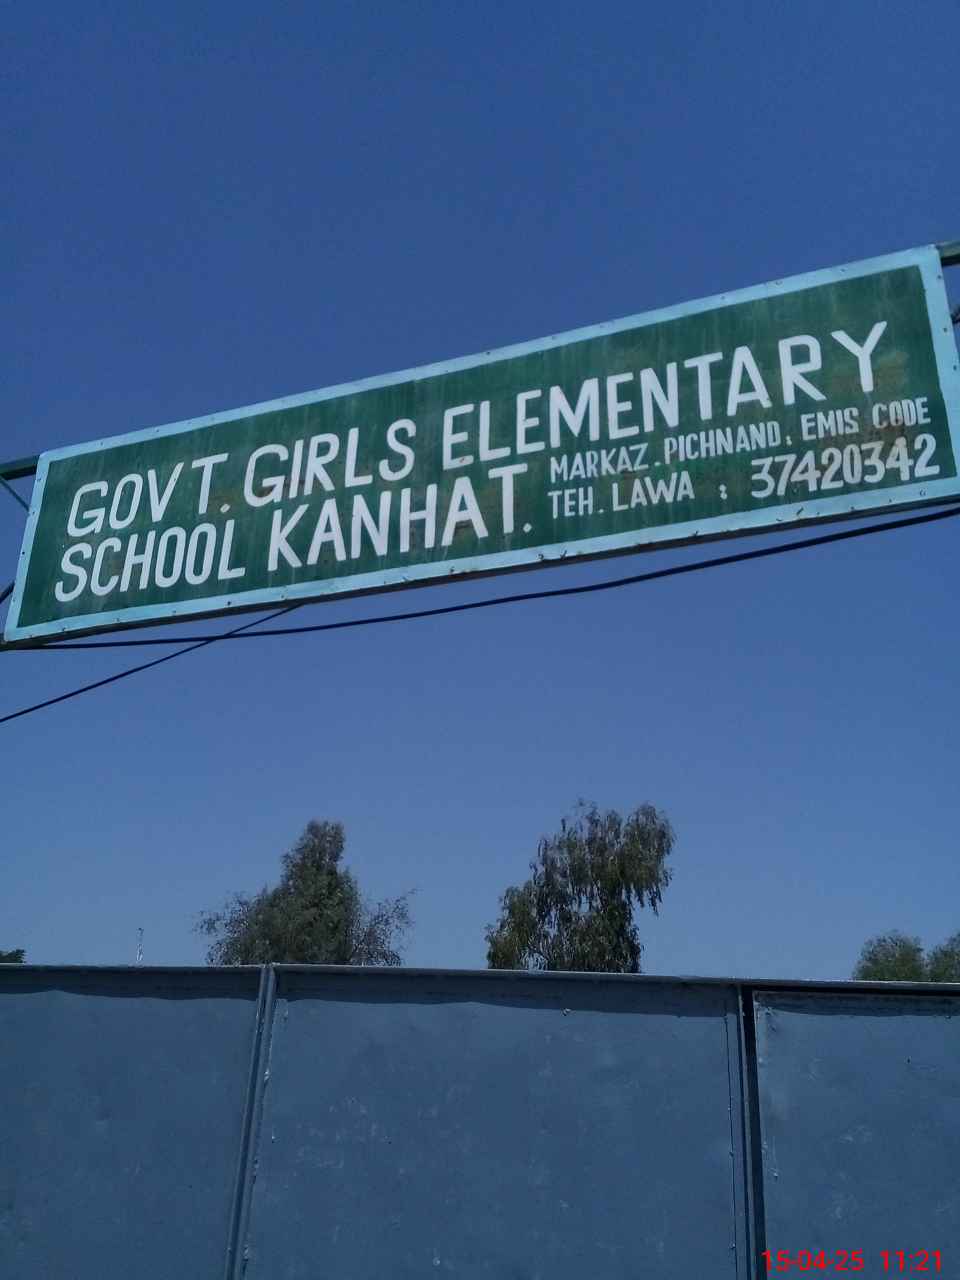 GOVT. GIRLS ELEMENTARY
SCHOOL KANHAT.
MARKAZ. PICHNAND.
TEH. LAWA
EMIS CODE
: 37420342
15-04-25 11:21